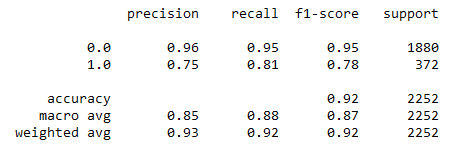 precision recall f1-score support
0.0 0.96 0.95 0.95 1880
1.0 0.75 0.81 0.78 372
accuracy 0.92 2252
macro avg 0.85 0.88 0.87 2252
weighted avg 0.93 0.92 0.92 2252